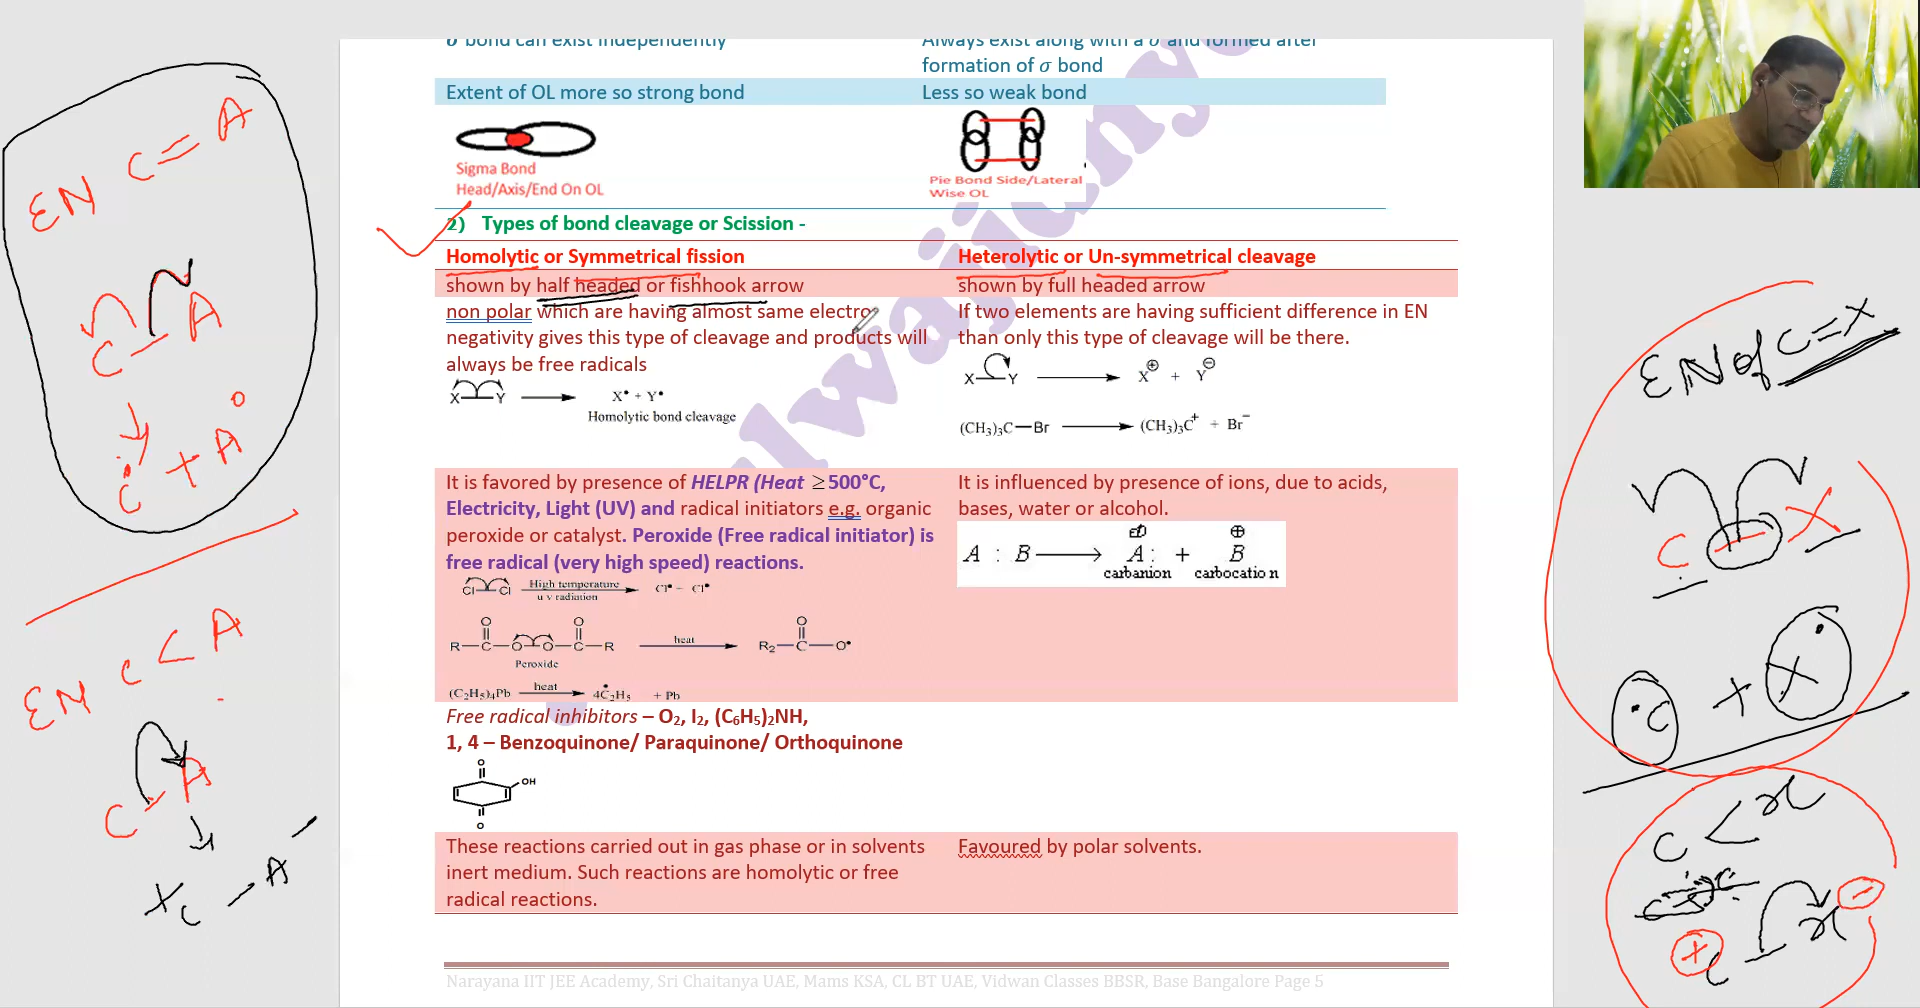 σ bond can exist independently
Always exist along with a σ and formed after
formation of σ bond
Extent of OL more so strong bond
Less so weak bond
Sigma Bond
Head/Axis/End On OL
Pie Bond Side/Lateral
Wise OL
2) Types of bond cleavage or Scission -
Homolytic or Symmetrical fission
shown by half headed or fishhook arrow
non polar which are having almost same electro
negativity gives this type of cleavage and products will
always be free radicals
X Y X• + Y•
Homolytic bond cleavage
Heterolytic or Un-symmetrical cleavage
shown by full headed arrow
If two elements are having sufficient difference in EN
than only this type of cleavage will be there.
X Y X⊕ + Y⊖
(CH₃)₃C—Br ⟶ (CH₃)₃C⁺ + Br⁻
It is favored by presence of HELPR (Heat ≥500°C,
Electricity, Light (UV) and radical initiators e.g. organic
peroxide or catalyst. Peroxide (Free radical initiator) is
free radical (very high speed) reactions.
Cl Cl High temperature Cl• – Cl•
u v radiation
O O O
R—C—O—O—C—R heat R₂—C—O•
Peroxide
(C₂H₅)₄Pb heat 4Ċ₂H₅ + Pb
It is influenced by presence of ions, due to acids,
bases, water or alcohol.
A : B ⟶ A: + B⊕
carbanion carbocation
Free radical inhibitors – O₂, I₂, (C₆H₅)₂NH,
1, 4 – Benzoquinone/ Paraquinone/ Orthoquinone
O
OH
O
These reactions carried out in gas phase or in solvents
inert medium. Such reactions are homolytic or free
radical reactions.
Favoured by polar solvents.
Narayana IIT JEE Academy, Sri Chaitanya UAE, Mams KSA, CL BT UAE, Vidwan Classes BBSR, Base Bangalore Page 5
EN C = A
C – A
C + A
EN C < A
C – A
C – A
EN of C = X
C – X
•C + X•
C < x
+ C x –